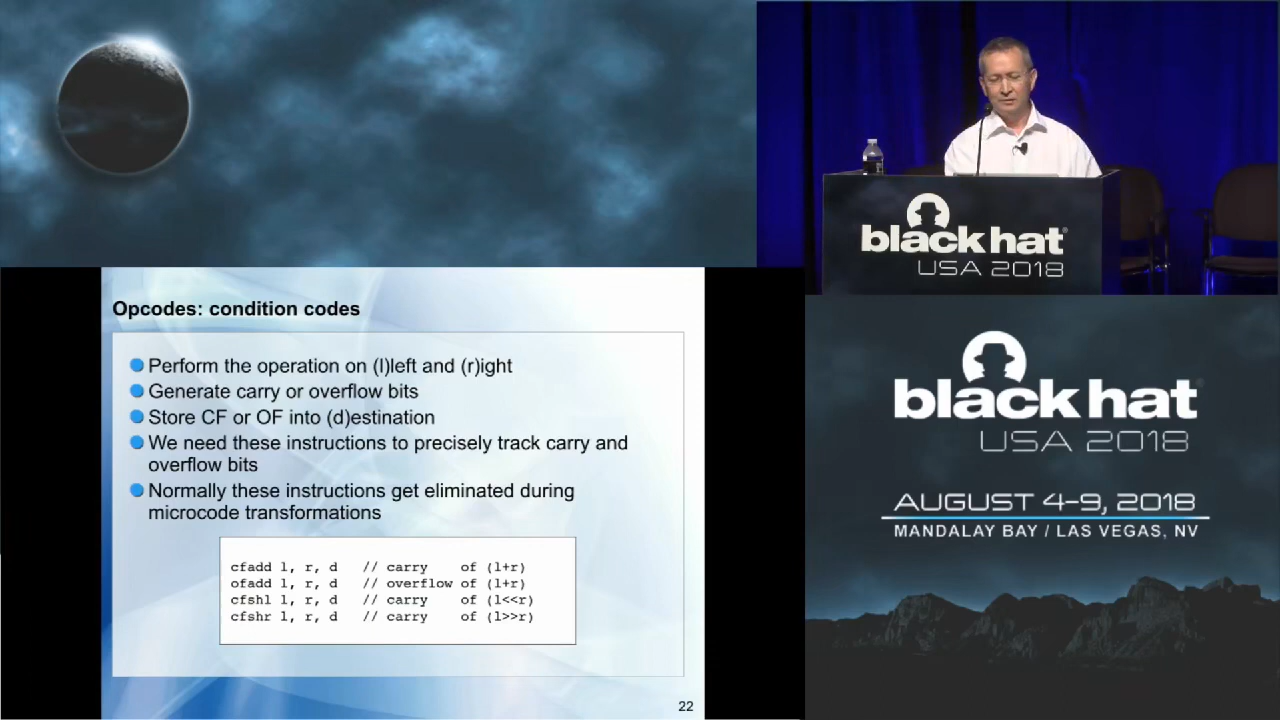 black hat
USA 2018
Opcodes: condition codes
Perform the operation on (l)left and (r)ight
Generate carry or overflow bits
Store CF or OF into (d)estination
We need these instructions to precisely track carry and
overflow bits
Normally these instructions get eliminated during
microcode transformations
cfadd l, r, d // carry of (l+r)
ofadd l, r, d // overflow of (l+r)
cfshl l, r, d // carry of (l<<r)
cfshr l, r, d // carry of (l>>r)
22
black hat
USA 2018
AUGUST 4-9, 2018
MANDALAY BAY / LAS VEGAS, NV